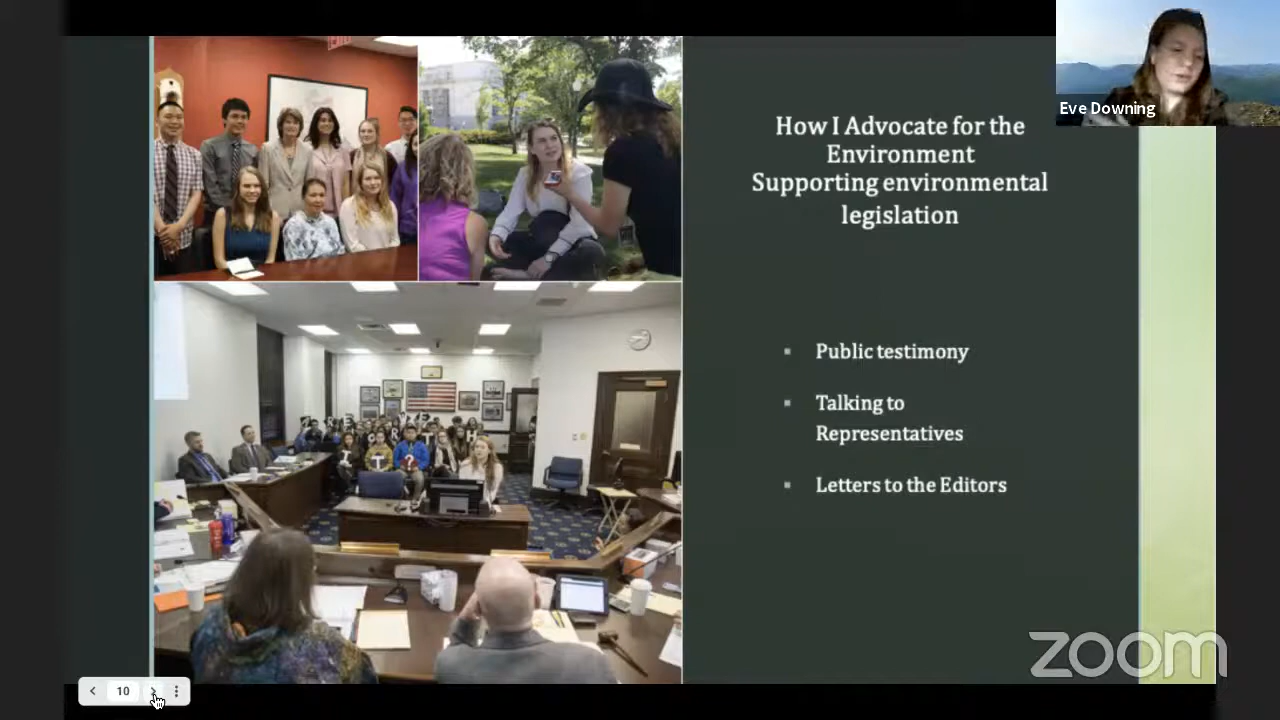 EXIT
Eve Downing
How I Advocate for the
Environment
Supporting environmental
legislation
▪ Public testimony
▪ Talking to
Representatives
▪ Letters to the Editors
zoom
10